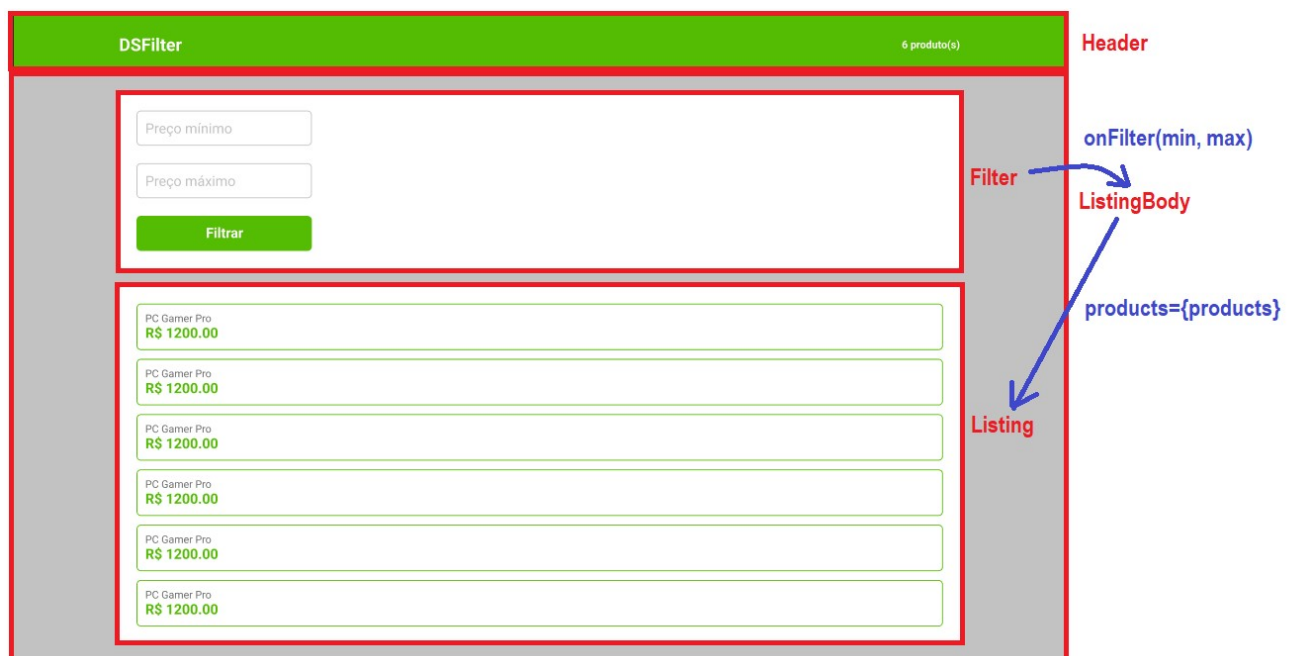 DSFilter
6 produto(s)
Header
Preço mínimo
Preço máximo
Filtrar
Filter
onFilter(min, max)
ListingBody
products={products}
Listing
PC Gamer Pro
R$ 1200.00
PC Gamer Pro
R$ 1200.00
PC Gamer Pro
R$ 1200.00
PC Gamer Pro
R$ 1200.00
PC Gamer Pro
R$ 1200.00
PC Gamer Pro
R$ 1200.00